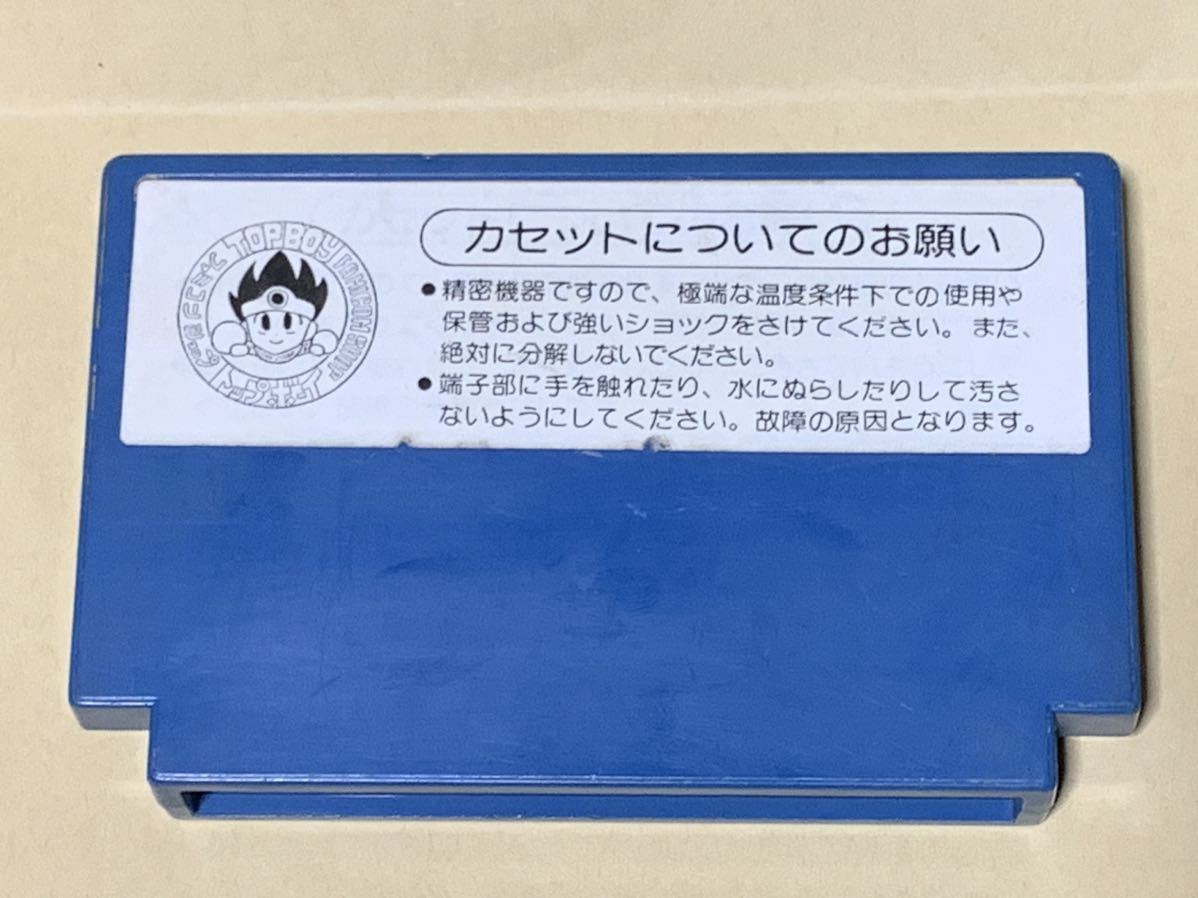 カセットについてのお願い
●精密機器ですので、極端な温度条件下での使用や
保管および強いショックをさけてください。また、
絶対に分解しないでください。
●端子部に手を触れたり、水にぬらしたりして汚さ
ないようにしてください。故障の原因となります。
TOPBOY
トップボーイ